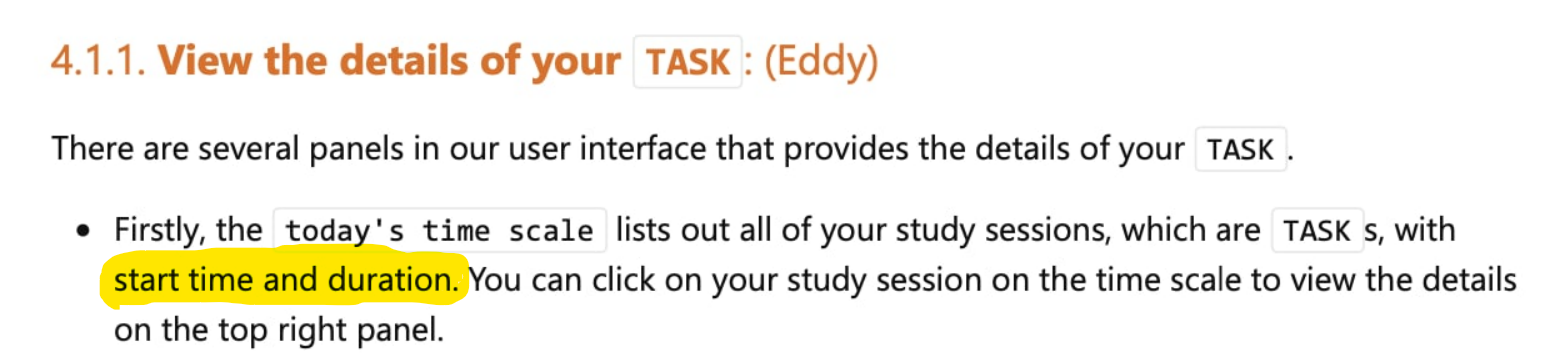 4.1.1. View the details of your TASK : (Eddy)
There are several panels in our user interface that provides the details of your TASK .
• Firstly, the today's time scale lists out all of your study sessions, which are TASK s, with
start time and duration. You can click on your study session on the time scale to view the details
on the top right panel.